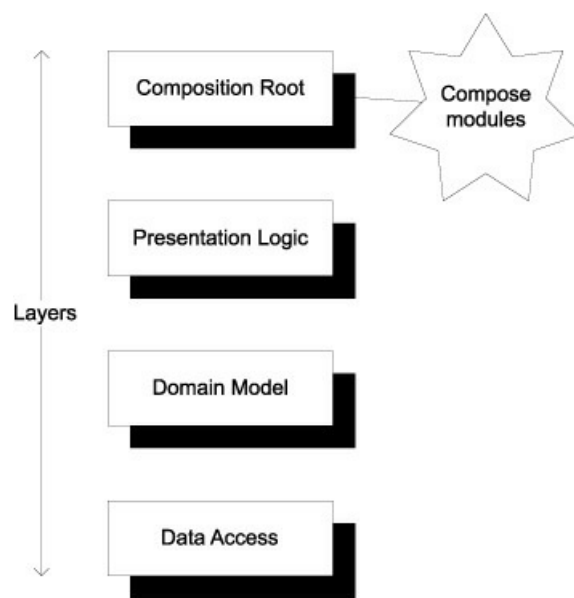 Composition Root
Compose
modules
Presentation Logic
Layers
Domain Model
Data Access